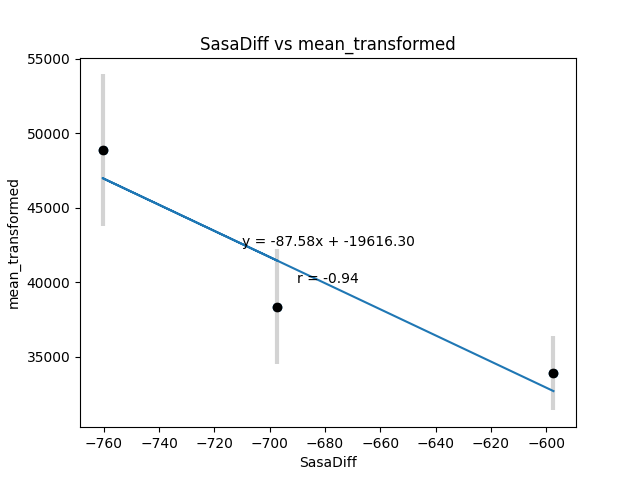 SasaDiff vs mean_transformed
55000
50000
45000
40000
35000
mean_transformed
y = -87.58x + -19616.30
r = -0.94
−760 −740 −720 −700 −680 −660 −640 −620 −600
SasaDiff